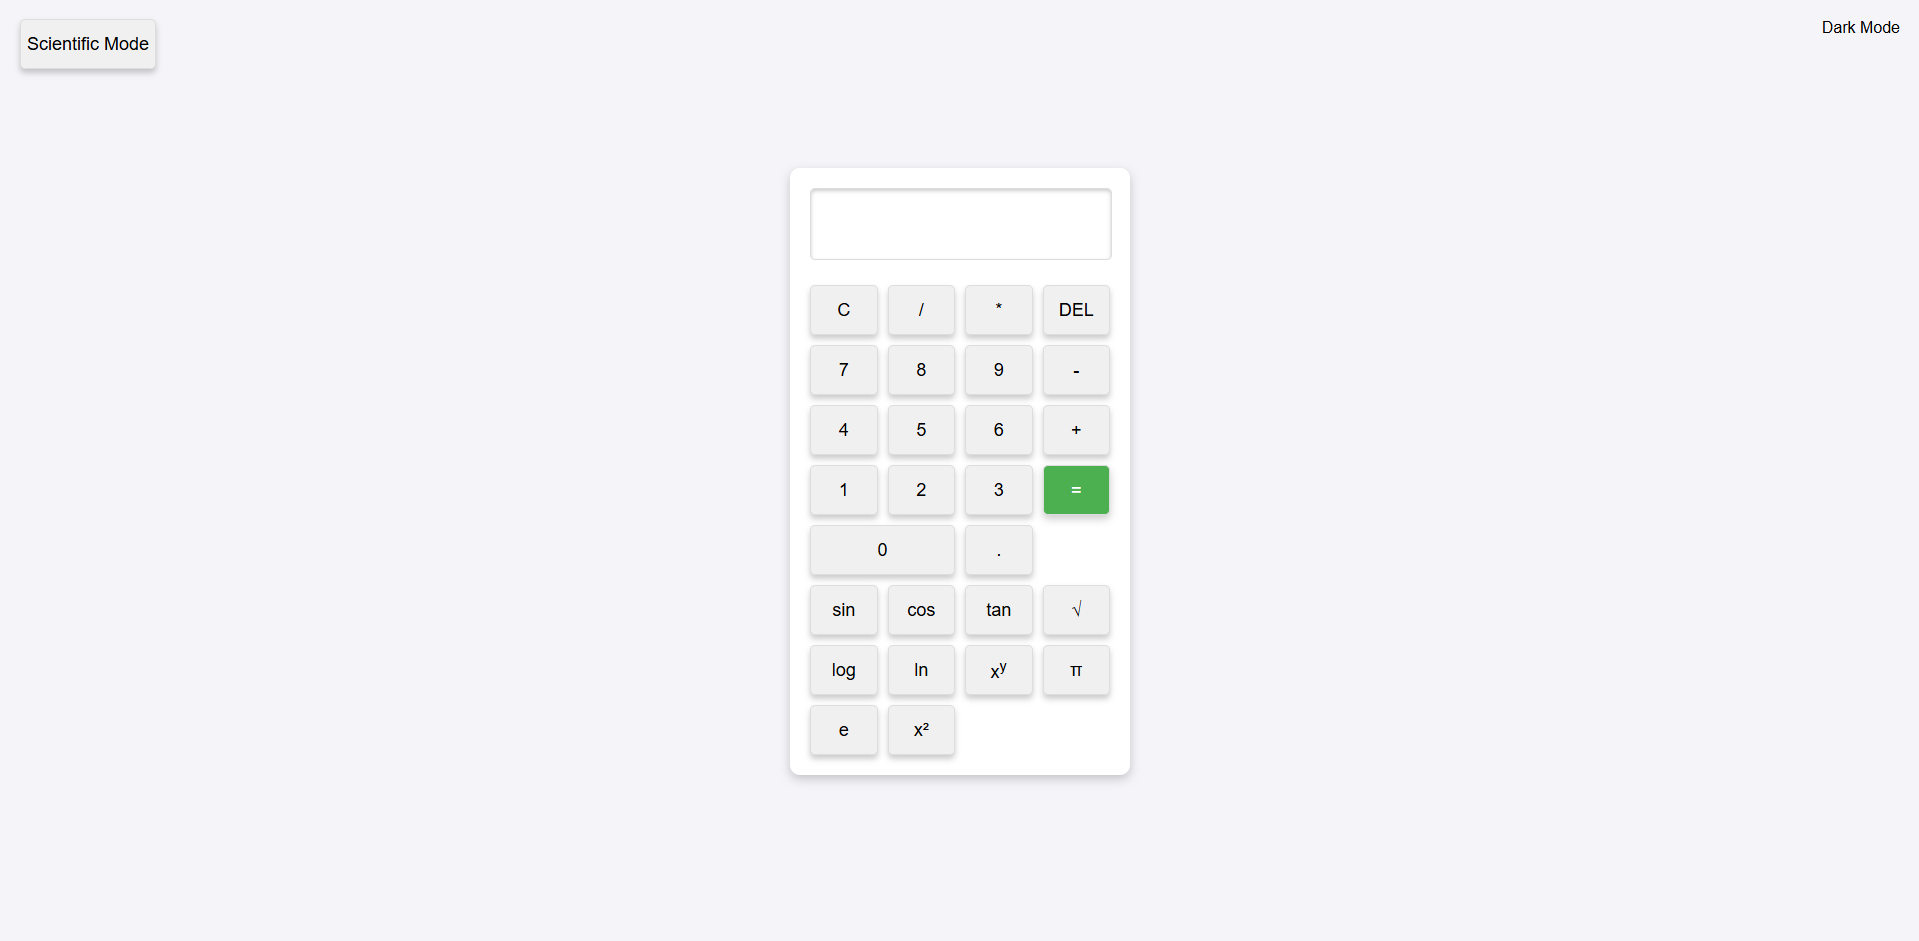 Scientific Mode
Dark Mode
C / * DEL
7 8 9 -
4 5 6 +
1 2 3 =
0 .
sin cos tan √
log ln xʸ π
e x²